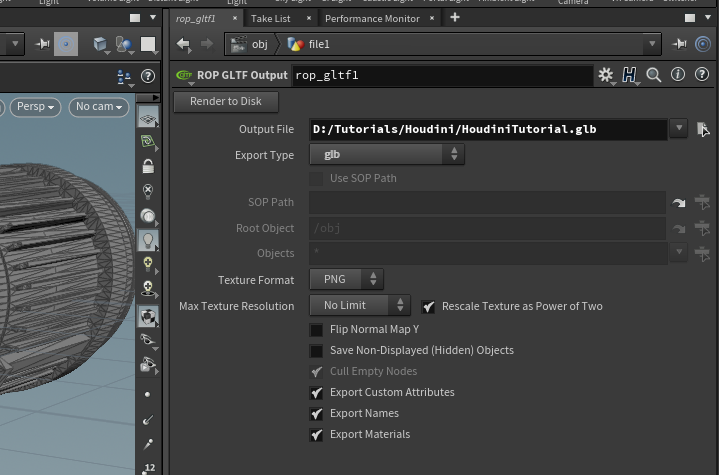 rop_gltf1 × Take List × Performance Monitor × +
obj file1
ROP GLTF Output rop_gltf1
Persp No cam
Render to Disk
Output File D:/Tutorials/Houdini/HoudiniTutorial.glb
Export Type glb
Use SOP Path
SOP Path
Root Object /obj
Objects *
Texture Format PNG
Max Texture Resolution No Limit Rescale Texture as Power of Two
Flip Normal Map Y
Save Non-Displayed (Hidden) Objects
Cull Empty Nodes
Export Custom Attributes
Export Names
Export Materials
12